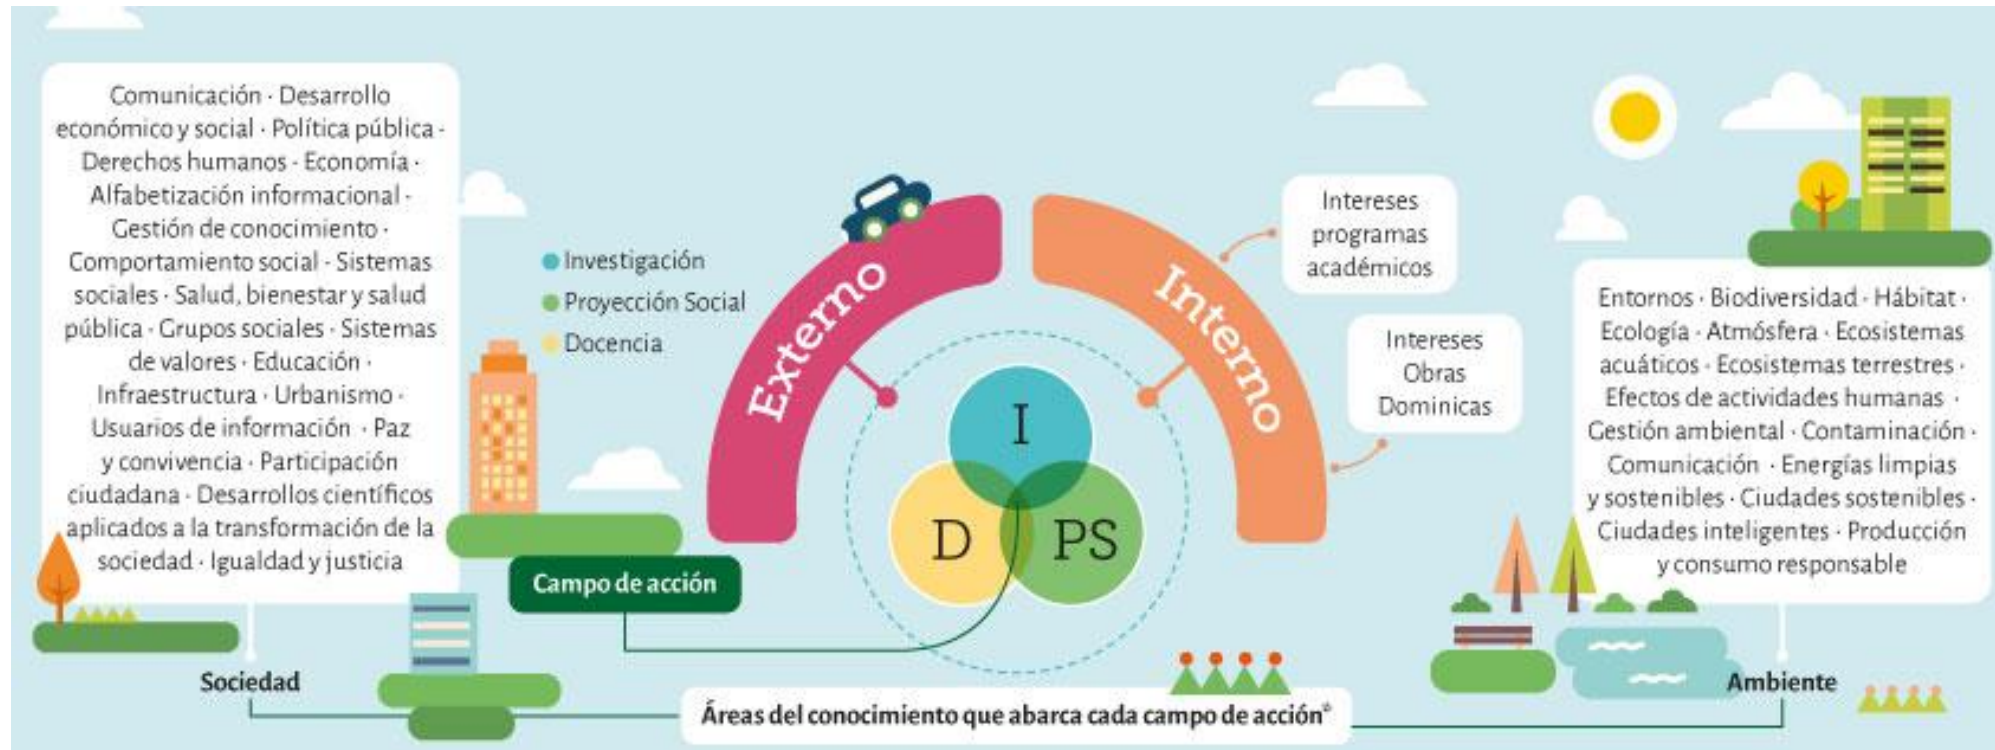 Comunicación · Desarrollo
económico y social · Política pública ·
Derechos humanos · Economía ·
Alfabetización informacional ·
Gestión de conocimiento ·
Comportamiento social · Sistemas
sociales · Salud, bienestar y salud
pública · Grupos sociales · Sistemas
de valores · Educación ·
Infraestructura · Urbanismo ·
Usuarios de información · Paz
y convivencia · Participación
ciudadana · Desarrollos científicos
aplicados a la transformación de la
sociedad · Igualdad y justicia
Sociedad
Investigación
Proyección Social
Docencia
Campo de acción
Externo
Interno
I
D
PS
Intereses
programas
académicos
Intereses
Obras
Dominicas
Entornos · Biodiversidad · Hábitat ·
Ecología · Atmósfera · Ecosistemas
acuáticos · Ecosistemas terrestres ·
Efectos de actividades humanas ·
Gestión ambiental · Contaminación ·
Comunicación · Energías limpias
y sostenibles · Ciudades sostenibles ·
Ciudades inteligentes · Producción
y consumo responsable
Ambiente
Áreas del conocimiento que abarca cada campo de acción*